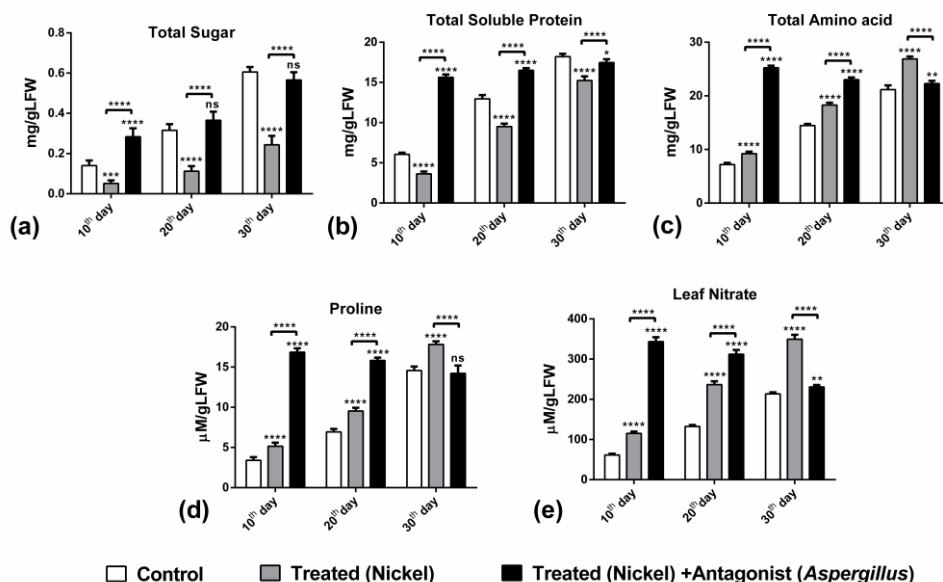 Total Sugar
0.8
0.6
0.4
0.2
0.0
mg/gLFW
****
***
****
****
****
ns
****
****
ns
10th day
20th day
30th day
(a)
Total Soluble Protein
20
15
10
5
0
mg/gLFW
****
****
****
****
****
****
****
****
*
10th day
20th day
30th day
(b)
Total Amino acid
30
20
10
0
mg/gLFW
****
****
****
****
****
****
****
****
**
10th day
20th day
30th day
(c)
Proline
20
15
10
5
0
µM/gLFW
****
****
****
****
****
****
****
****
ns
10th day
20th day
30th day
(d)
Leaf Nitrate
400
300
200
100
0
µM/gLFW
****
****
****
****
****
****
****
****
**
10th day
20th day
30th day
(e)
Control
Treated (Nickel)
Treated (Nickel) +Antagonist (Aspergillus)